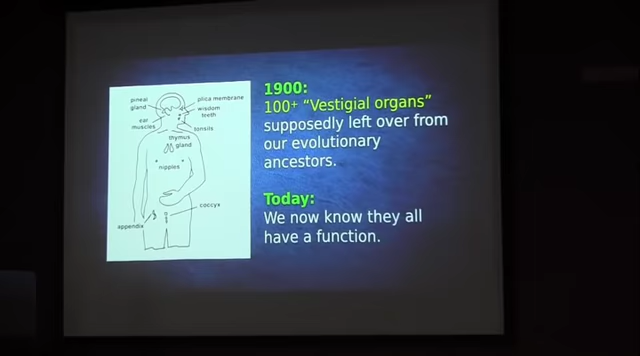 pineal
gland
plica membrane
wisdom
teeth
ear
muscles
tonsils
thymus
gland
nipples
coccyx
appendix
1900:
100+ “Vestigial organs”
supposedly left over from
our evolutionary
ancestors.
Today:
We now know they all
have a function.